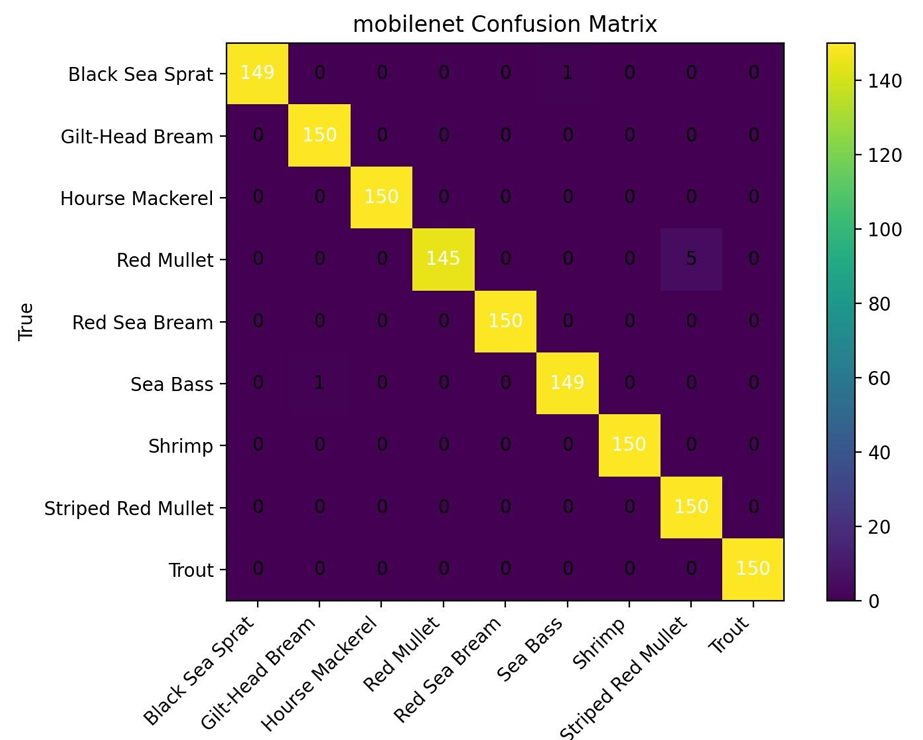 mobilenet Confusion Matrix
Black Sea Sprat 149 0 0 0 0 1 0 0 0
Gilt-Head Bream 0 150 0 0 0 0 0 0 0
Hourse Mackerel 0 0 150 0 0 0 0 0 0
Red Mullet 0 0 0 145 0 0 0 5 0
Red Sea Bream 0 0 0 0 150 0 0 0 0
Sea Bass 0 1 0 0 0 149 0 0 0
Shrimp 0 0 0 0 0 0 150 0 0
Striped Red Mullet 0 0 0 0 0 0 0 150 0
Trout 0 0 0 0 0 0 0 0 150
True
Black Sea Sprat
Gilt-Head Bream
Hourse Mackerel
Red Mullet
Red Sea Bream
Sea Bass
Shrimp
Striped Red Mullet
Trout
140
120
100
80
60
40
20
0